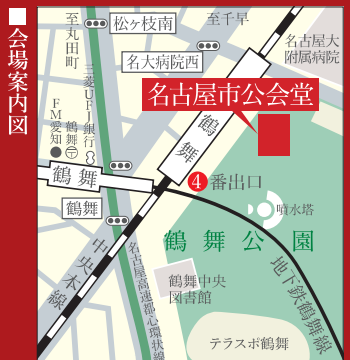 会場案内図
至丸田町
松ヶ枝南
至千早
名古屋大
附属病院
名大病院西
三菱UFJ銀行
名古屋市公会堂
FM愛知
鶴舞〒
鶴舞
鶴舞
4番出口
鶴舞
噴水塔
鶴舞公園
中央本線
名古屋高速都心環状線
鶴舞中央
図書館
地下鉄鶴舞線
テラスポ鶴舞